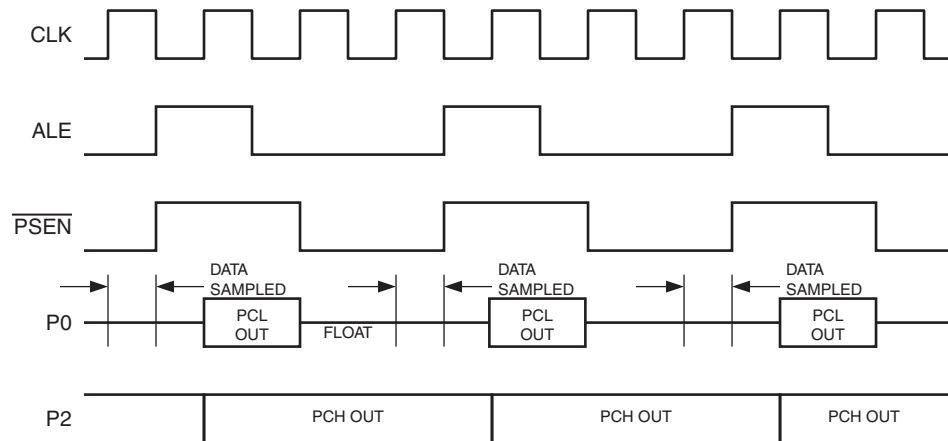 CLK
ALE
PSEN
DATA
SAMPLED
DATA
SAMPLED
DATA
SAMPLED
P0
PCL
OUT
FLOAT
PCL
OUT
PCL
OUT
P2
PCH OUT
PCH OUT
PCH OUT